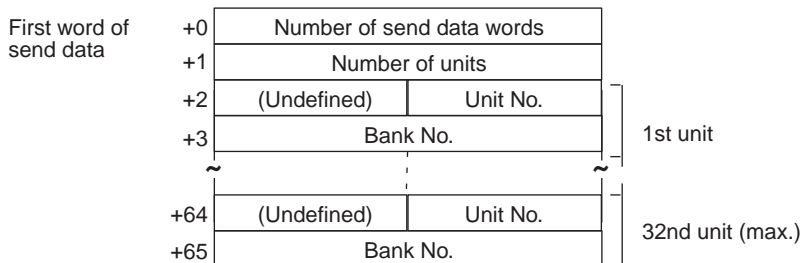 First word of
send data
+0 Number of send data words
+1 Number of units
+2 (Undefined) Unit No.
+3 Bank No.
1st unit
~ ~
+64 (Undefined) Unit No.
+65 Bank No.
32nd unit (max.)